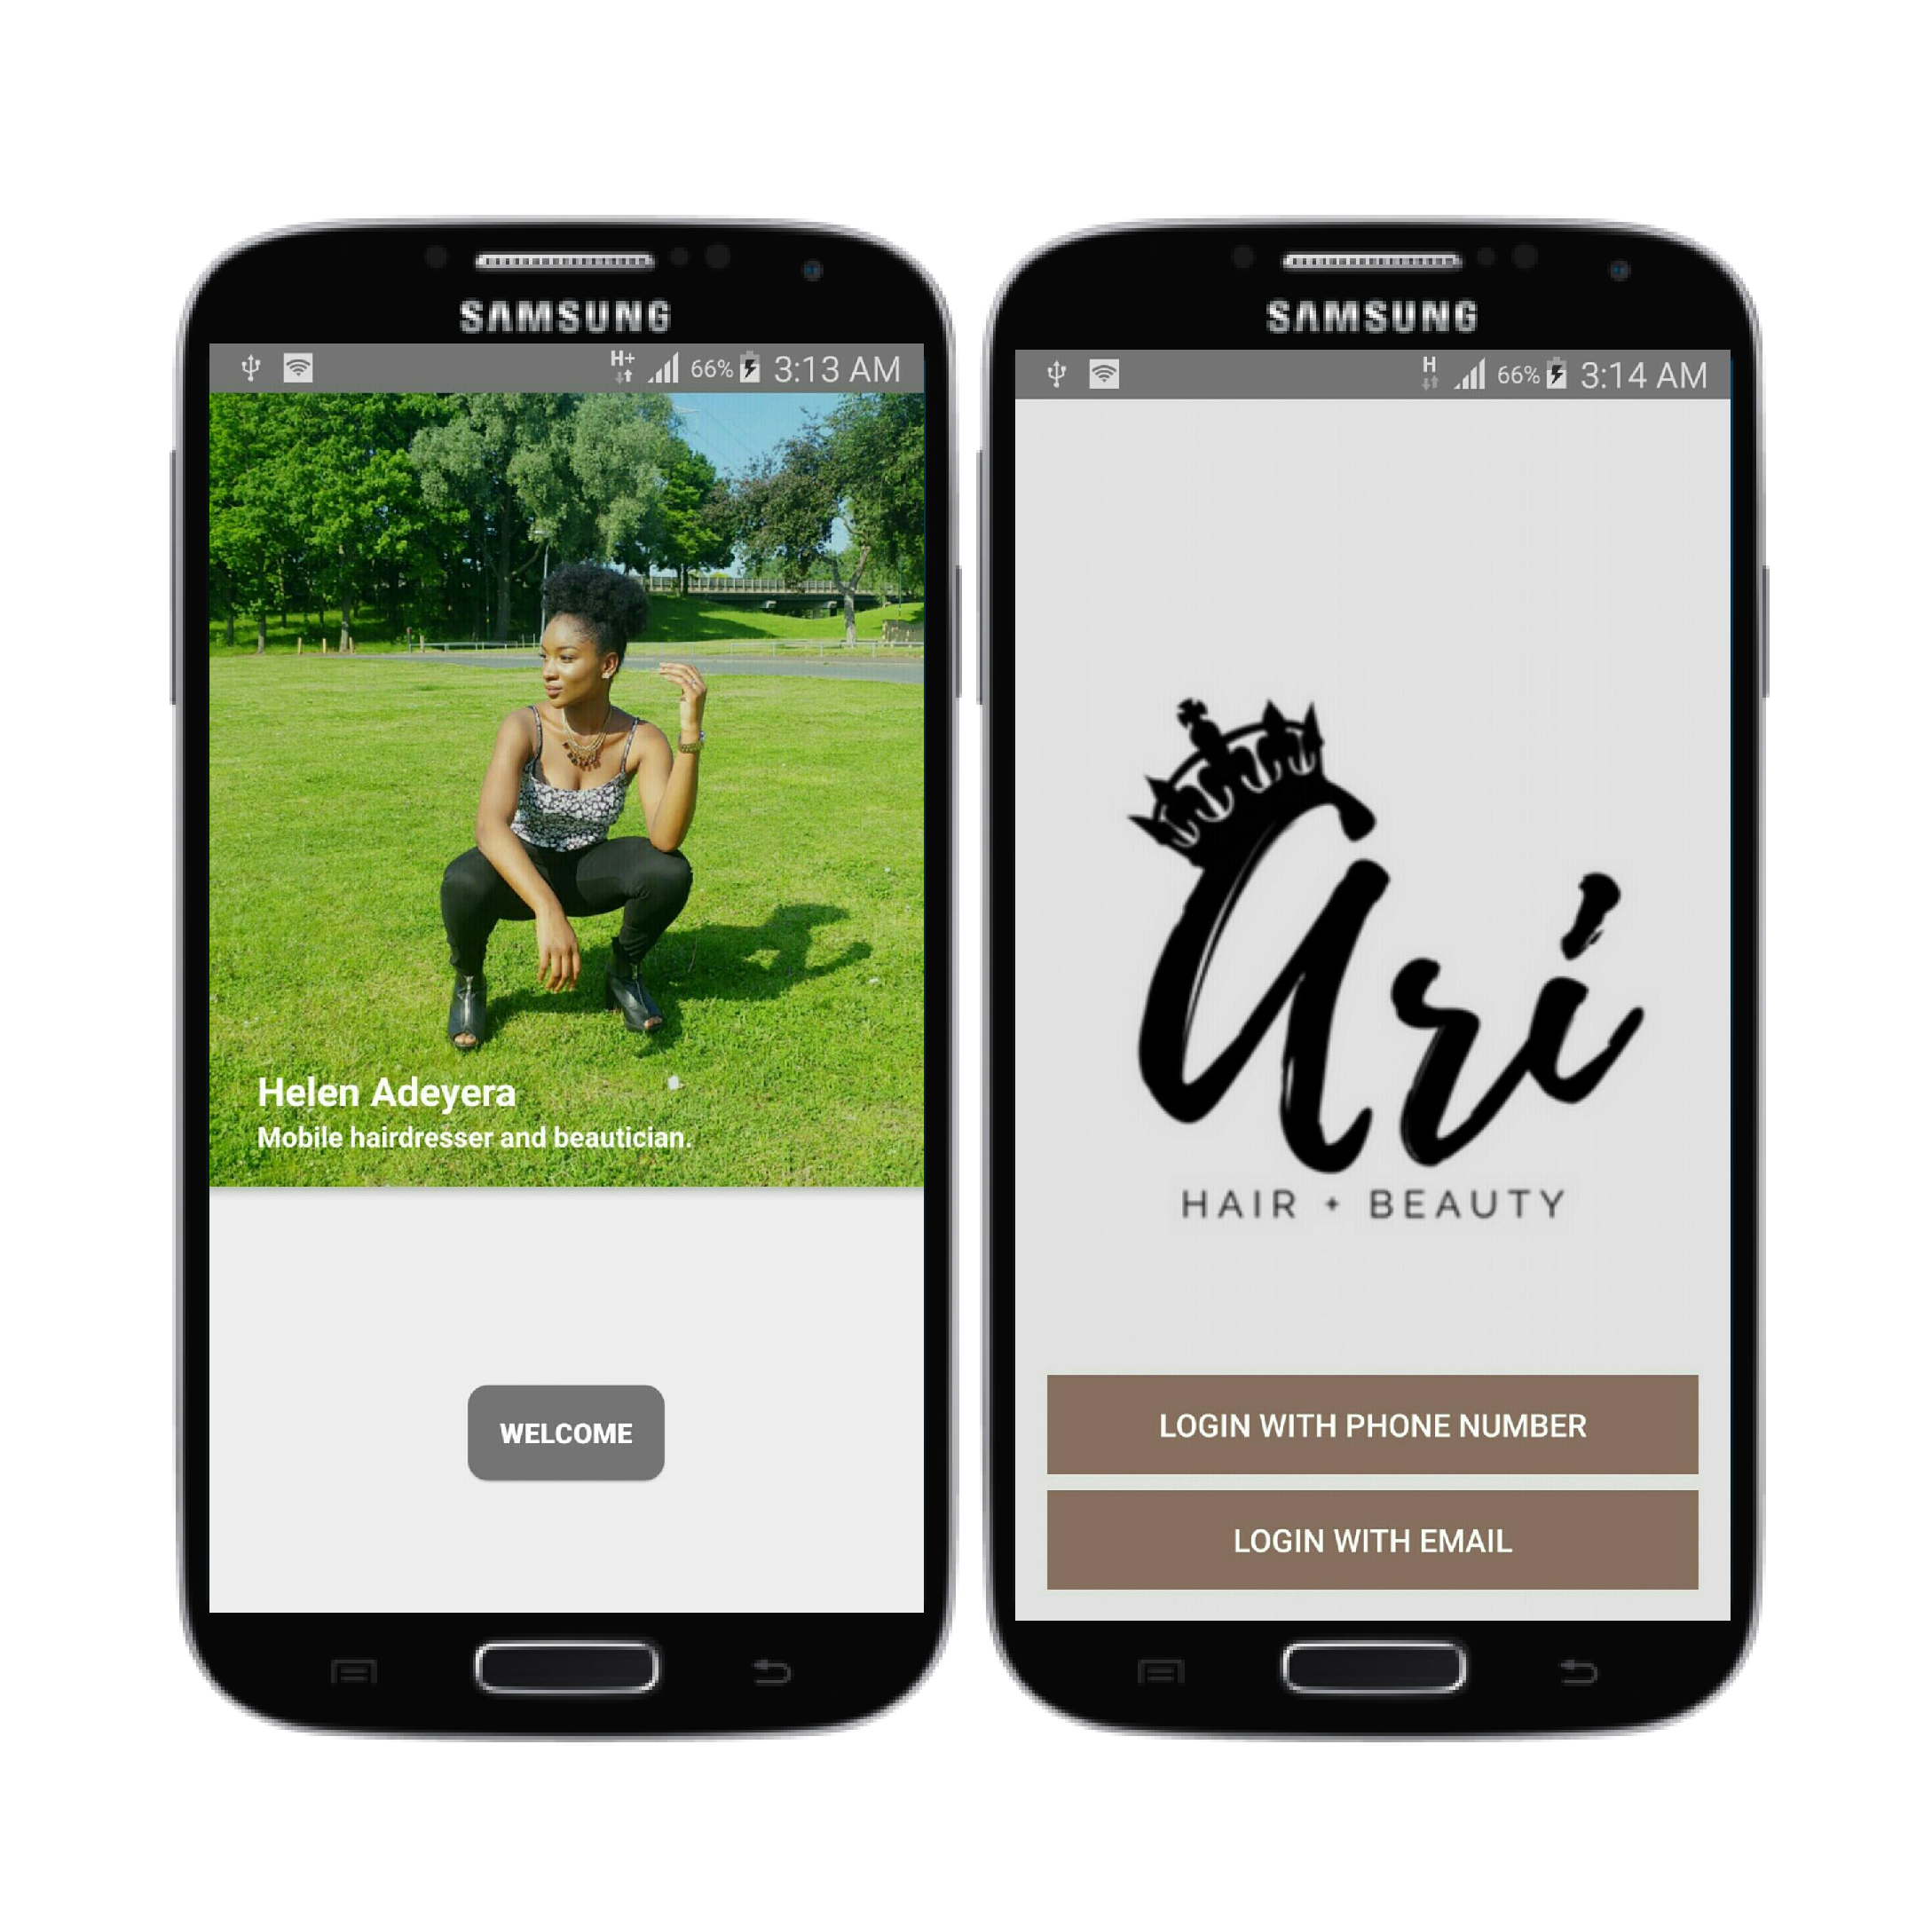 SAMSUNG
H+ 66% 3:13 AM
Helen Adeyera
Mobile hairdresser and beautician.
WELCOME
SAMSUNG
H 66% 3:14 AM
Ari
HAIR + BEAUTY
LOGIN WITH PHONE NUMBER
LOGIN WITH EMAIL